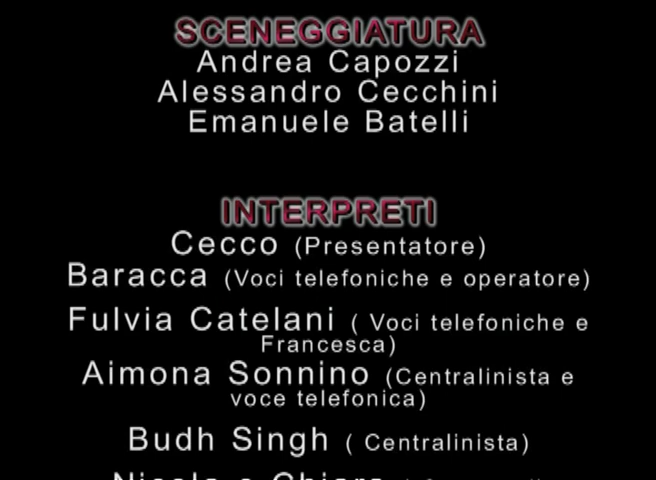 SCENEGGIATURA
Andrea Capozzi
Alessandro Cecchini
Emanuele Batelli
INTERPRETI
Cecco (Presentatore)
Baracca (Voci telefoniche e operatore)
Fulvia Catelani ( Voci telefoniche e
Francesca)
Aimona Sonnino (Centralinista e
voce telefonica)
Budh Singh ( Centralinista)